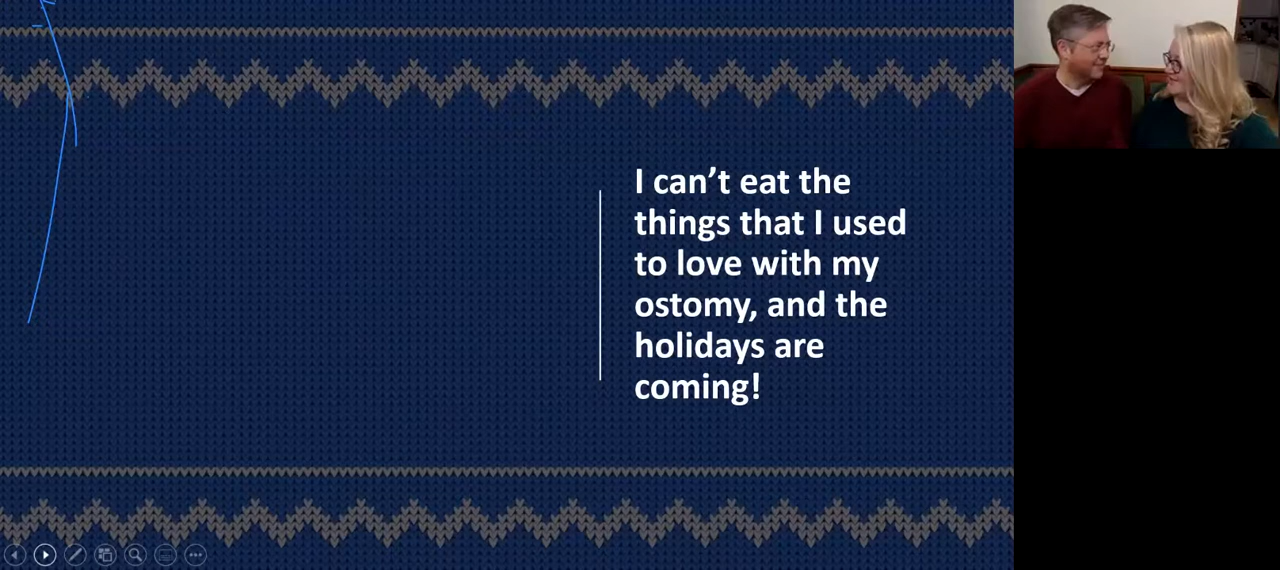 I can’t eat the
things that I used
to love with my
ostomy, and the
holidays are
coming!